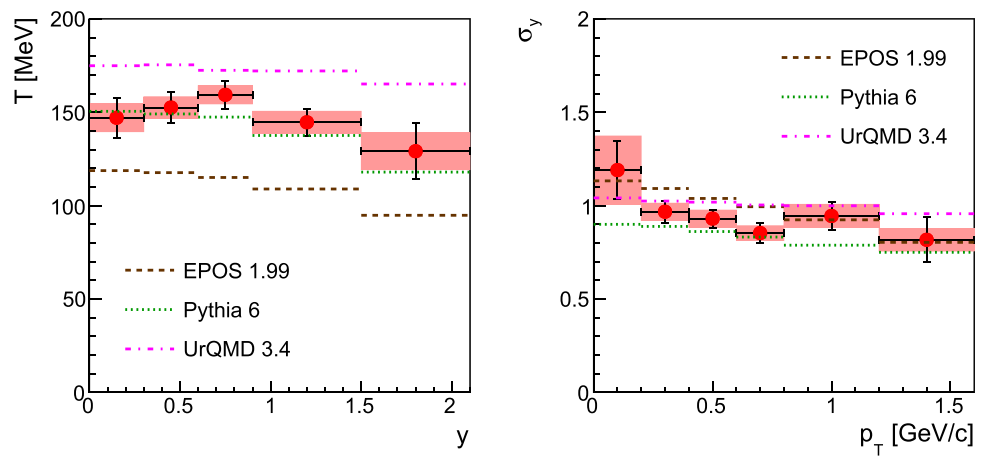 T [MeV]
200
150
100
50
0
EPOS 1.99
Pythia 6
UrQMD 3.4
0 0.5 1 1.5 2
y
σy
2
1.5
1
0.5
0
EPOS 1.99
Pythia 6
UrQMD 3.4
0 0.5 1 1.5
pT [GeV/c]